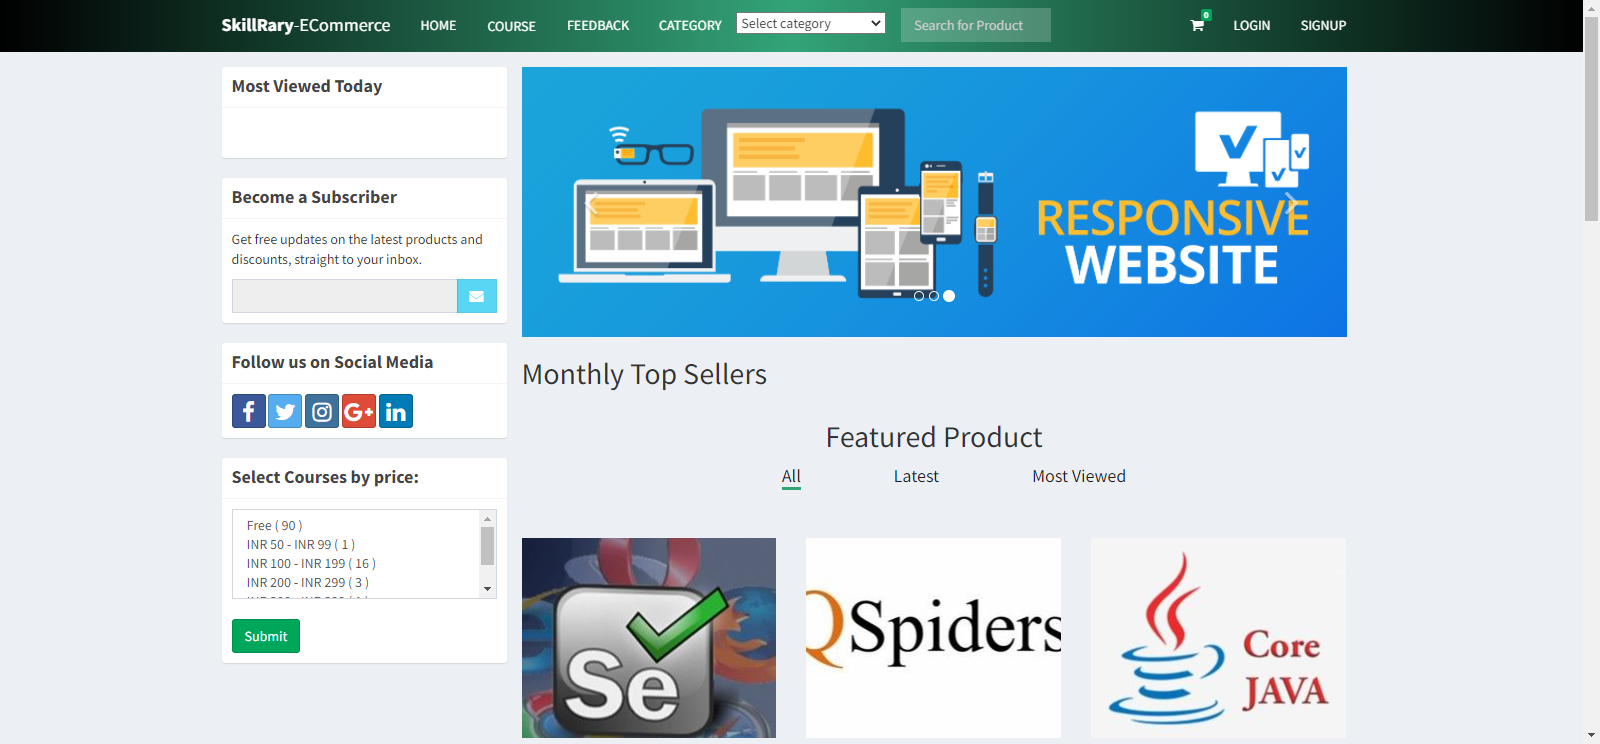 SkillRary-ECommerce HOME COURSE FEEDBACK CATEGORY Select category Search for Product 0 LOGIN SIGNUP
Most Viewed Today
Become a Subscriber
Get free updates on the latest products and
discounts, straight to your inbox.
Follow us on Social Media
Select Courses by price:
Free ( 90 )
INR 50 - INR 99 ( 1 )
INR 100 - INR 199 ( 16 )
INR 200 - INR 299 ( 3 )
Submit
RESPONSIVE
WEBSITE
Monthly Top Sellers
Featured Product
All Latest Most Viewed
Se
QSpiders
Core
JAVA